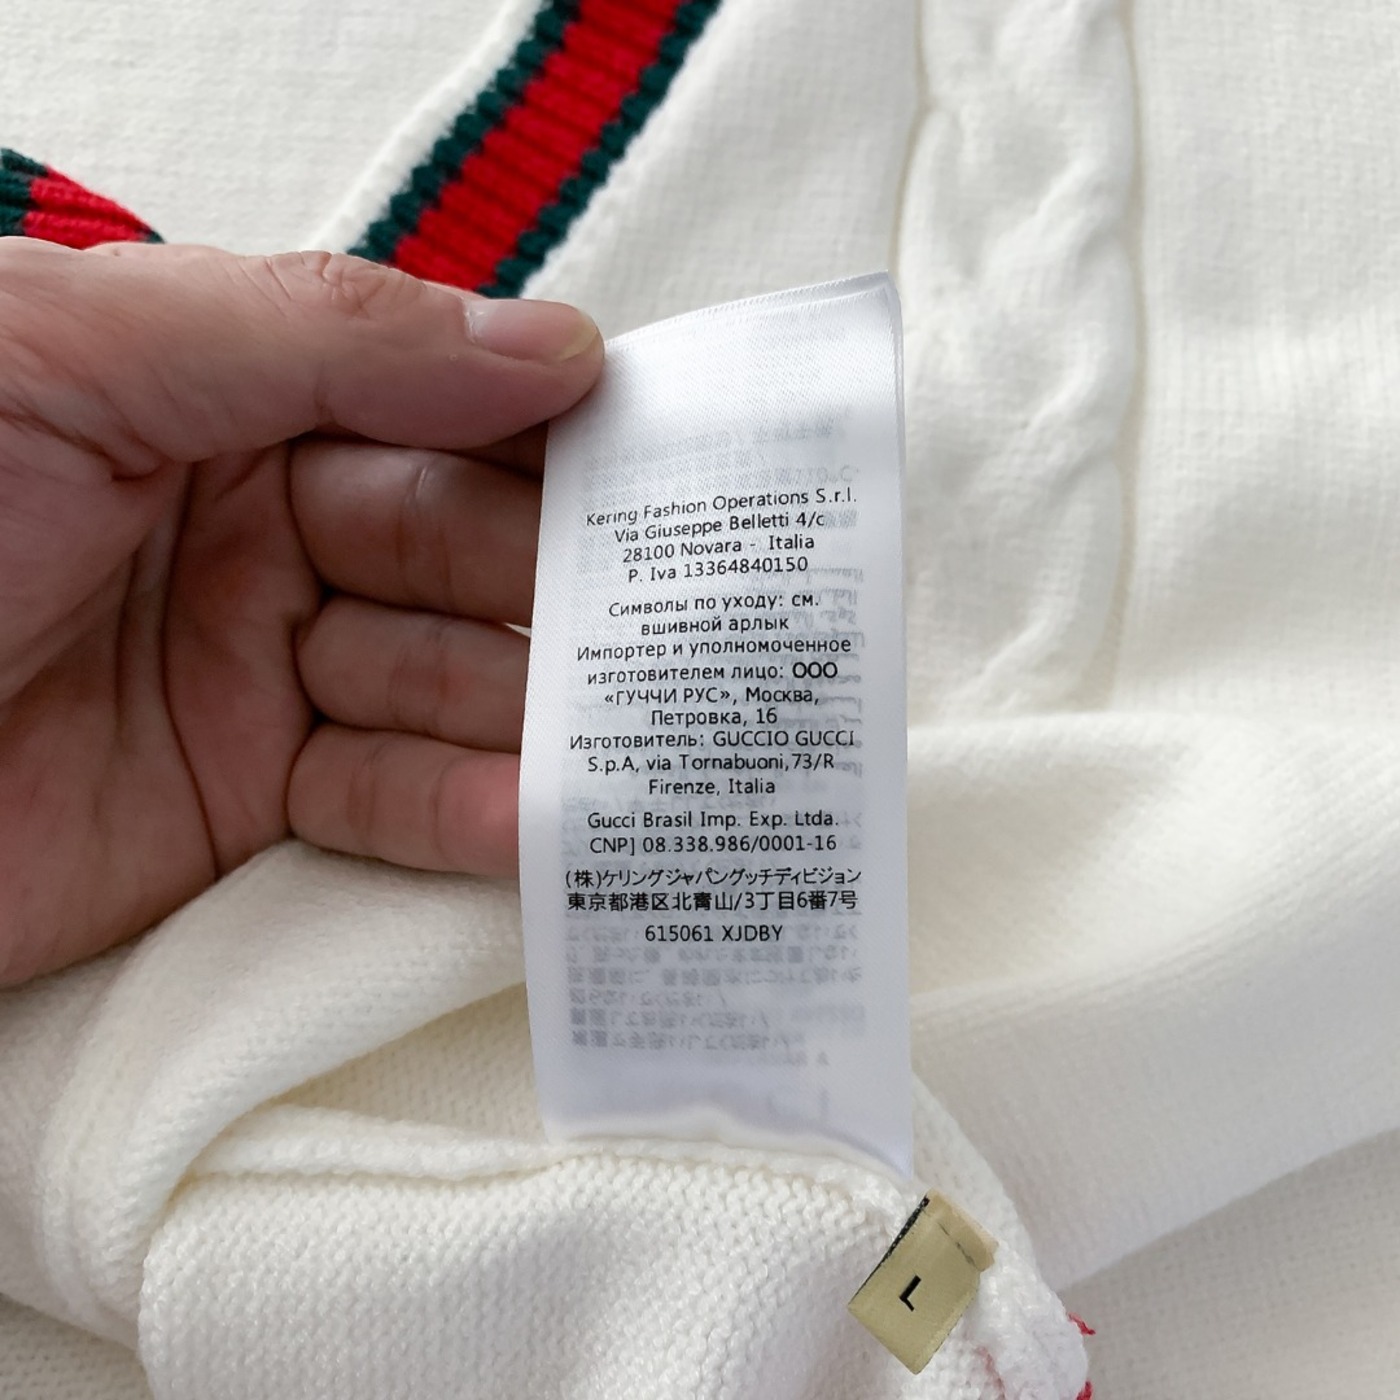 Kering Fashion Operations S.r.l.
Via Giuseppe Belletti 4/c
28100 Novara - Italia
P. Iva 13364840150
Символы по уходу: см.
вшивной арлык
Импортер и уполномоченное
изготовителем лицо: ООО
«ГУЧЧИ РУС», Москва,
Петровка, 16
Изготовитель: GUCCIO GUCCI
S.p.A, via Tornabuoni,73/R
Firenze, Italia
Gucci Brasil Imp. Exp. Ltda.
CNP] 08.338.986/0001-16
(株)ケリングジャパングッチディビジョン
東京都港区北青山/3丁目6番7号
615061 XJDBY
L